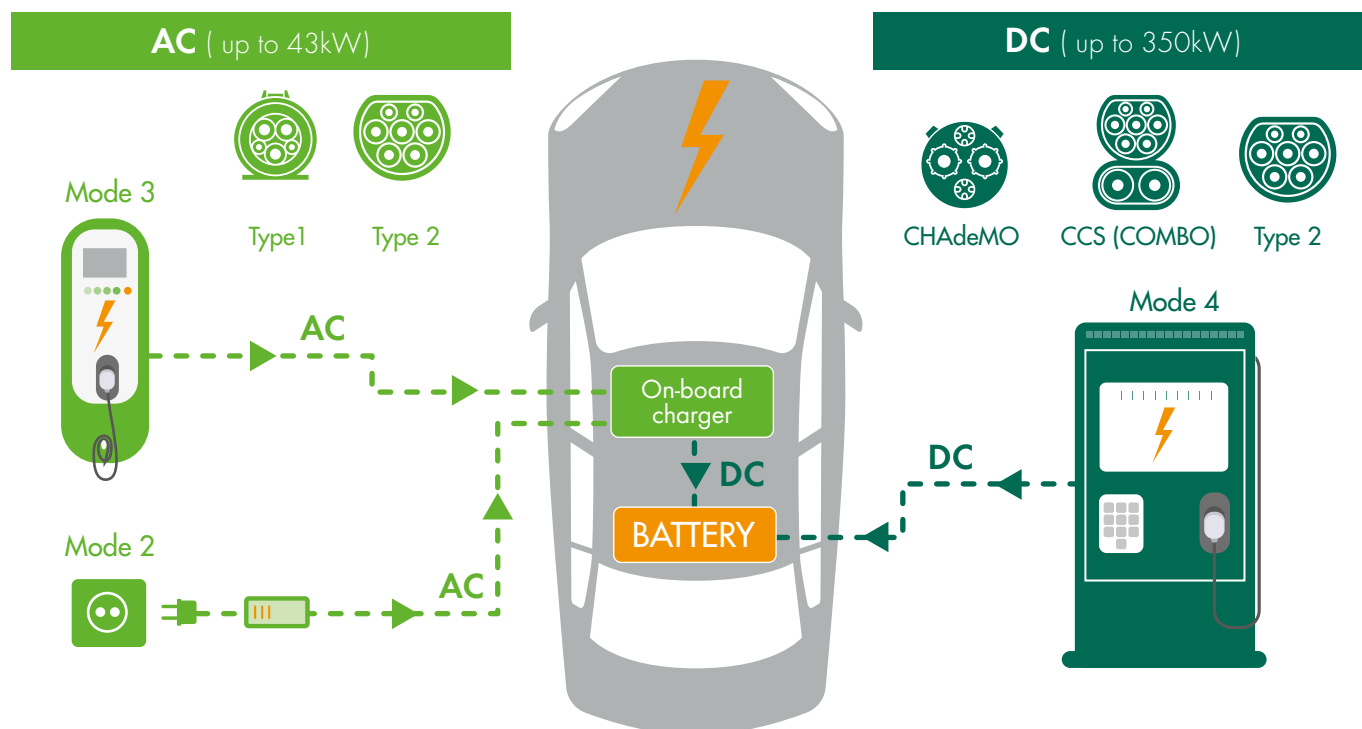 AC ( up to 43kW)
DC ( up to 350kW)
Mode 3
Type1
Type 2
CHAdeMO
CCS (COMBO)
Type 2
Mode 4
AC
On-board
charger
DC
DC
BATTERY
Mode 2
AC